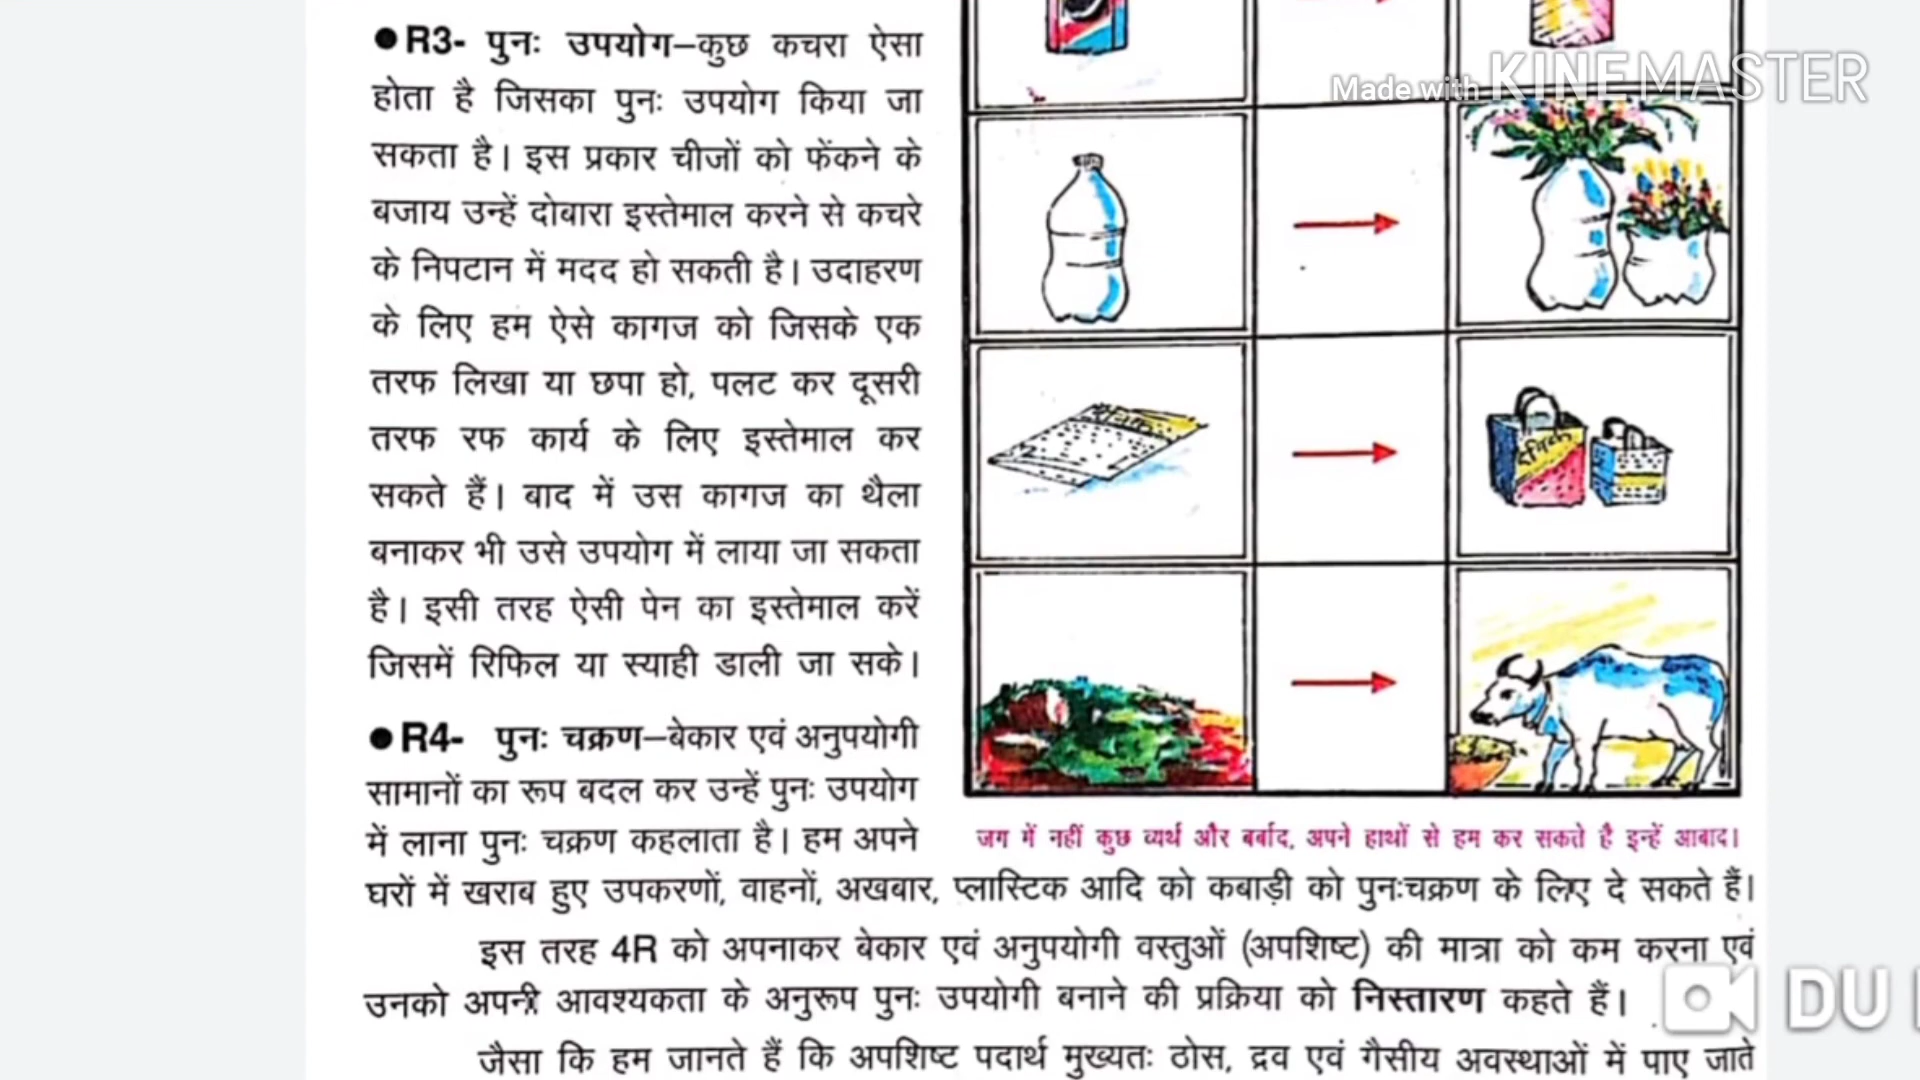 ●R3- पुनः उपयोग–कुछ कचरा ऐसा
होता है जिसका पुनः उपयोग किया जा
सकता है। इस प्रकार चीजों को फेंकने के
बजाय उन्हें दोबारा इस्तेमाल करने से कचरे
के निपटान में मदद हो सकती है। उदाहरण
के लिए हम ऐसे कागज को जिसके एक
तरफ लिखा या छपा हो, पलट कर दूसरी
तरफ रफ कार्य के लिए इस्तेमाल कर
सकते हैं। बाद में उस कागज का थैला
बनाकर भी उसे उपयोग में लाया जा सकता
है। इसी तरह ऐसी पेन का इस्तेमाल करें
जिसमें रिफिल या स्याही डाली जा सके।
●R4- पुनः चक्रण–बेकार एवं अनुपयोगी
सामानों का रूप बदल कर उन्हें पुनः उपयोग
में लाना पुनः चक्रण कहलाता है। हम अपने
घरों में खराब हुए उपकरणों, वाहनों, अखबार, प्लास्टिक आदि को कबाड़ी को पुनःचक्रण के लिए दे सकते हैं।
इस तरह 4R को अपनाकर बेकार एवं अनुपयोगी वस्तुओं (अपशिष्ट) की मात्रा को कम करना एवं
उनको अपनी आवश्यकता के अनुरूप पुनः उपयोगी बनाने की प्रक्रिया को निस्तारण कहते हैं।
जैसा कि हम जानते हैं कि अपशिष्ट पदार्थ मुख्यतः ठोस, द्रव एवं गैसीय अवस्थाओं में पाए जाते
जग में नहीं कुछ व्यर्थ और बर्बाद, अपने हाथों से हम कर सकते है इन्हें आबाद।
Made with KINEMASTER
DU